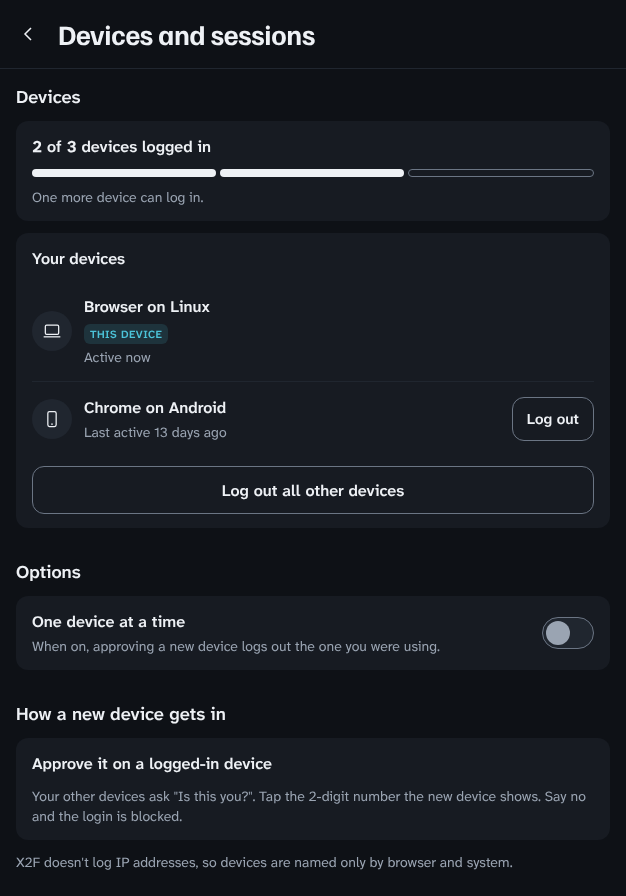 Devices and sessions
Devices
2 of 3 devices logged in
One more device can log in.
Your devices
Browser on Linux
THIS DEVICE
Active now
Chrome on Android
Last active 13 days ago
Log out
Log out all other devices
Options
One device at a time
When on, approving a new device logs out the one you were using.
How a new device gets in
Approve it on a logged-in device
Your other devices ask "Is this you?". Tap the 2-digit number the new device shows. Say no
and the login is blocked.
X2F doesn't log IP addresses, so devices are named only by browser and system.